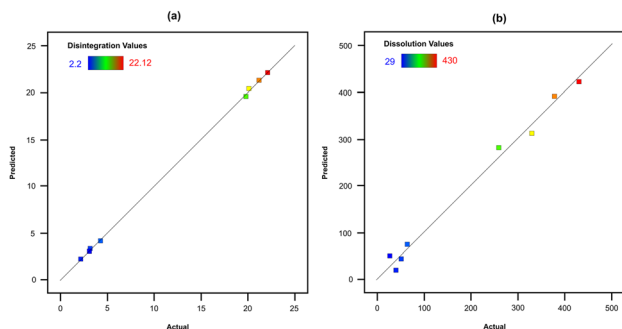 (a)
Disintegration Values
2.2 22.12
25
20
15
10
5
0
Predicted
0 5 10 15 20 25
Actual
(b)
Dissolution Values
29 430
500
400
300
200
100
0
Predicted
0 100 200 300 400 500
Actual